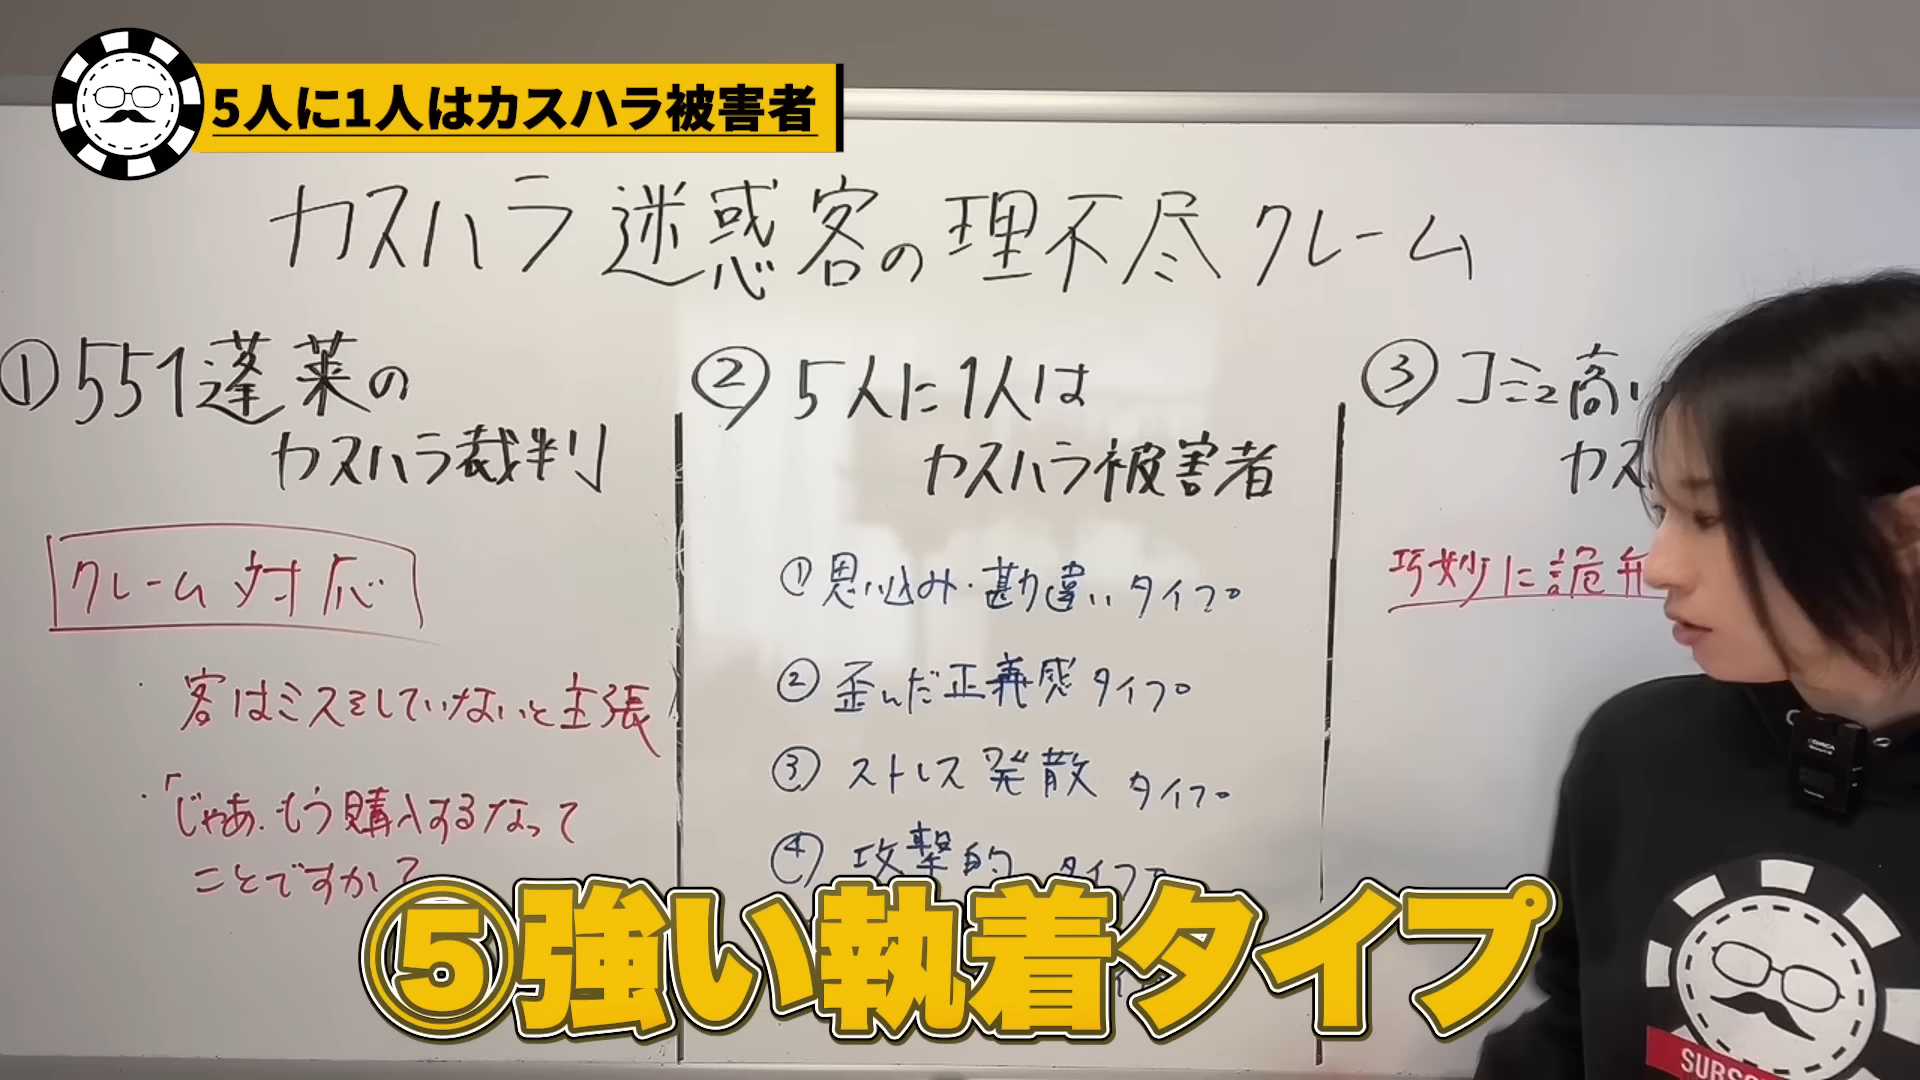 5人に1人はカスハラ被害者
カスハラ 迷惑客の理不尽クレーム
①551蓬莱の
カスハラ裁判
クレーム対応
・客はミスをしていないと主張
・「じゃあ、もう購入するなって
ことですか?
② 5人に1人は
カスハラ被害者
①思い込み・勘違いタイプ
②歪んだ正義感タイプ
③ストレス発散タイプ
④攻撃的タイプ
③コミュ高い
カス
巧妙に詭弁
⑤強い執着タイプ